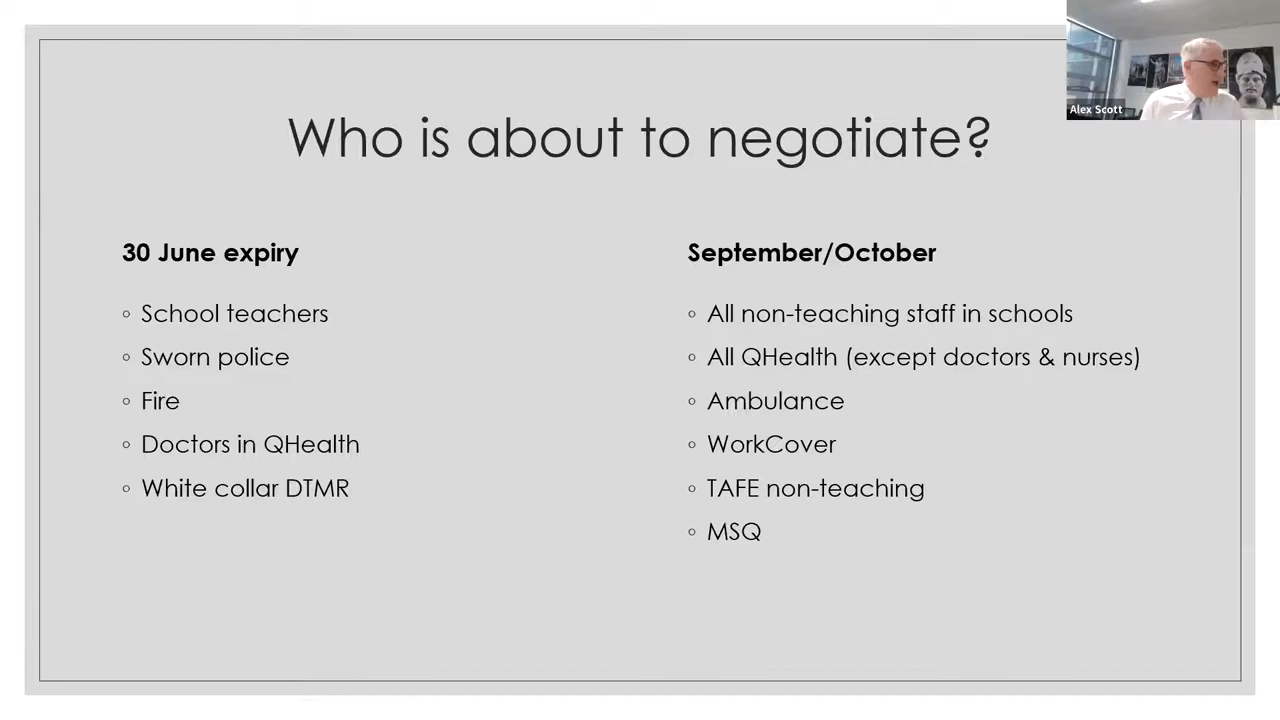 Alex Scott
Who is about to negotiate?
30 June expiry
School teachers
Sworn police
Fire
Doctors in QHealth
White collar DTMR
September/October
All non-teaching staff in schools
All QHealth (except doctors & nurses)
Ambulance
WorkCover
TAFE non-teaching
MSQ